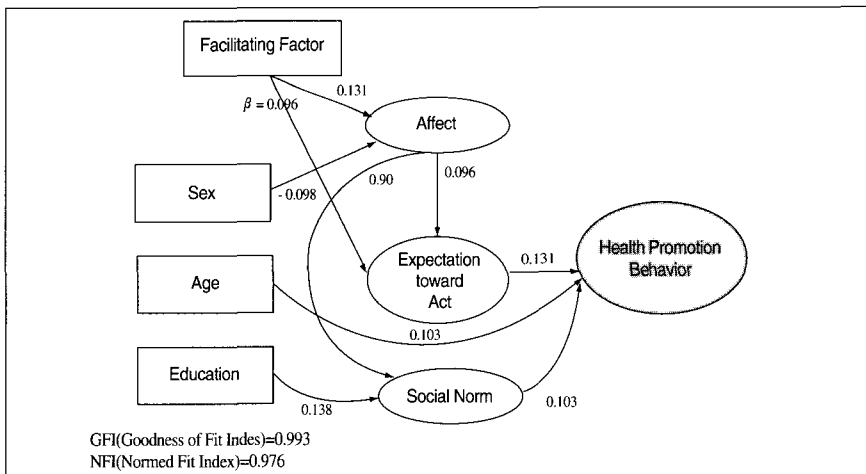 Facilitating Factor
0.131
β = 0.096
Affect
Sex
- 0.098
0.90
0.096
Expectation
toward
Act
0.131
Health Promotion
Behavior
Age
0.103
Education
0.138
Social Norm
0.103
GFI(Goodness of Fit Indes)=0.993
NFI(Normed Fit Index)=0.976